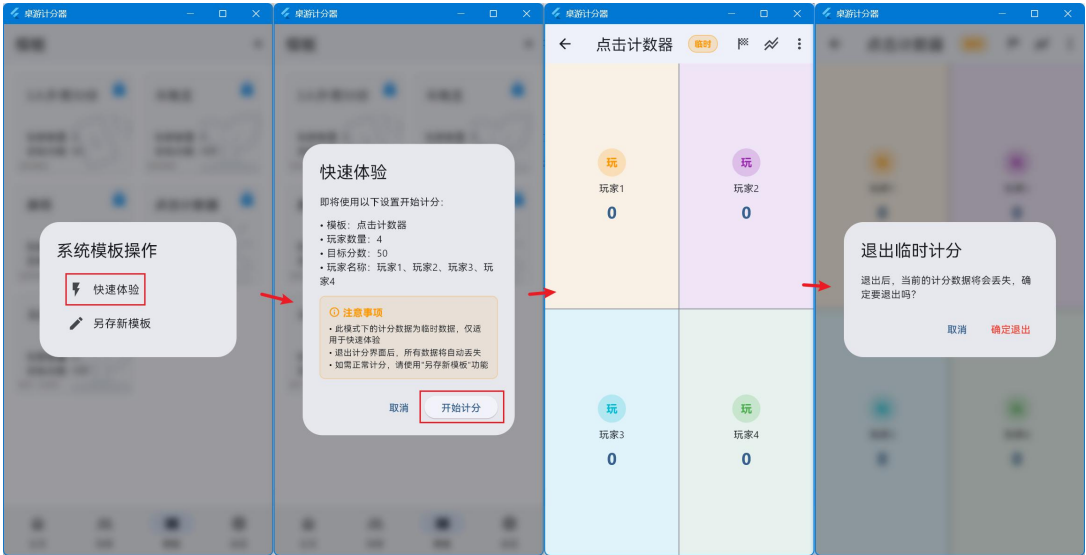 桌游计分器
系统模板操作
快速体验
另存新模板
桌游计分器
快速体验
即将使用以下设置开始计分:
• 模板: 点击计数器
• 玩家数量: 4
• 目标分数: 50
• 玩家名称: 玩家1、玩家2、玩家3、玩
家4
注意事项
• 此模式下的计分数据为临时数据, 仅适
用于快速体验
• 退出计分界面后, 所有数据将自动丢失
• 如需正常计分, 请使用"另存新模板"功能
取消 开始计分
桌游计分器
点击计数器 临时
玩 玩
玩家1 玩家2
0 0
玩 玩
玩家3 玩家4
0 0
桌游计分器
退出临时计分
退出后, 当前的计分数据将会丢失, 确
定要退出吗?
取消 确定退出